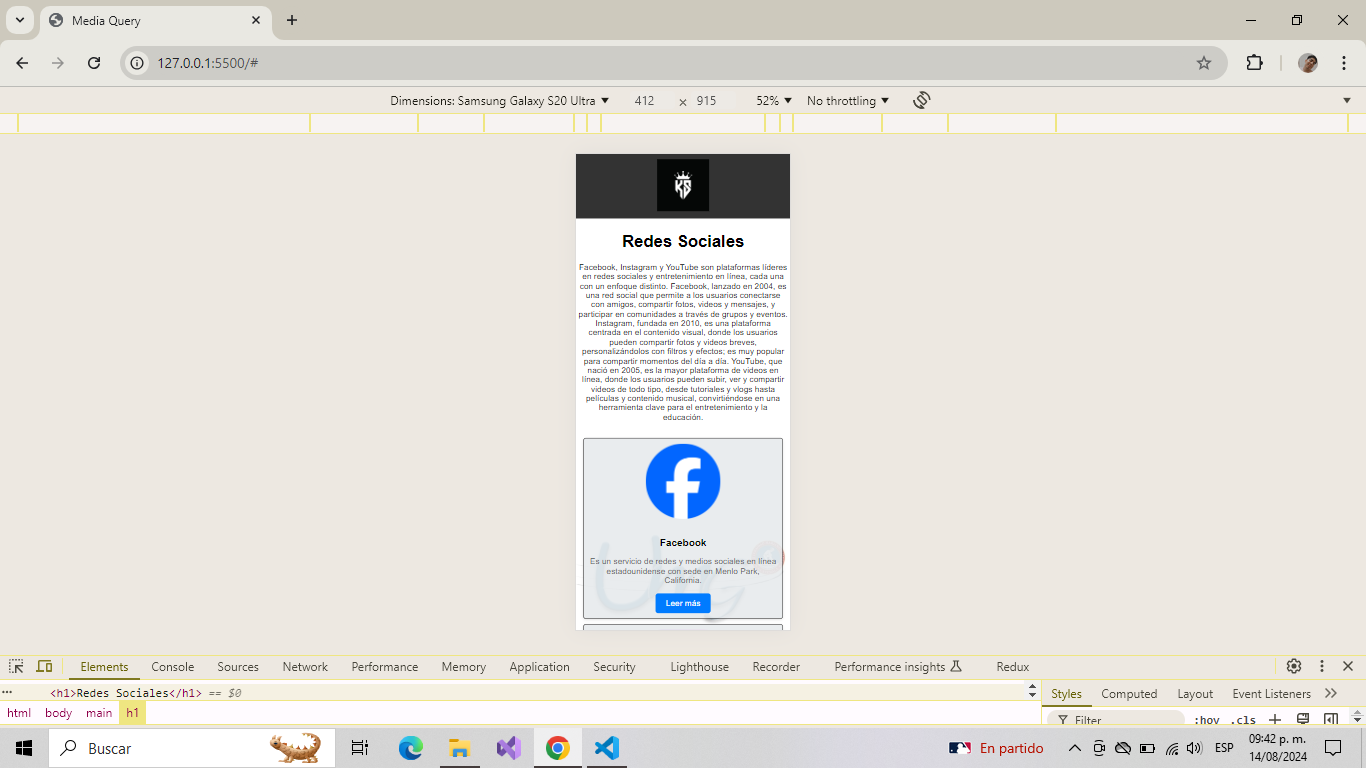 Media Query
127.0.0.1:5500/#
Dimensions: Samsung Galaxy S20 Ultra 412 × 915 52% No throttling
KB
Redes Sociales
Facebook, Instagram y YouTube son plataformas líderes
en redes sociales y entretenimiento en línea, cada una
con un enfoque distinto. Facebook, lanzado en 2004, es
una red social que permite a los usuarios conectarse
con amigos, compartir fotos, videos y mensajes, y
participar en comunidades a través de grupos y eventos.
Instagram, fundada en 2010, es una plataforma
centrada en el contenido visual, donde los usuarios
pueden compartir fotos y videos breves,
personalizándolos con filtros y efectos; es muy popular
para compartir momentos del día a día. YouTube, que
nació en 2005, es la mayor plataforma de videos en
línea, donde los usuarios pueden subir, ver y compartir
videos de todo tipo, desde tutoriales y vlogs hasta
películas y contenido musical, convirtiéndose en una
herramienta clave para el entretenimiento y la
educación.
Facebook
Es un servicio de redes y medios sociales en línea
estadounidense con sede en Menlo Park,
California.
Leer más
Elements Console Sources Network Performance Memory Application Security Lighthouse Recorder Performance insights Redux
... <h1>Redes Sociales</h1> == $0
Styles Computed Layout Event Listeners
html body main h1
Filter :hov .cls
Buscar
En partido
ESP
09:42 p. m.
14/08/2024